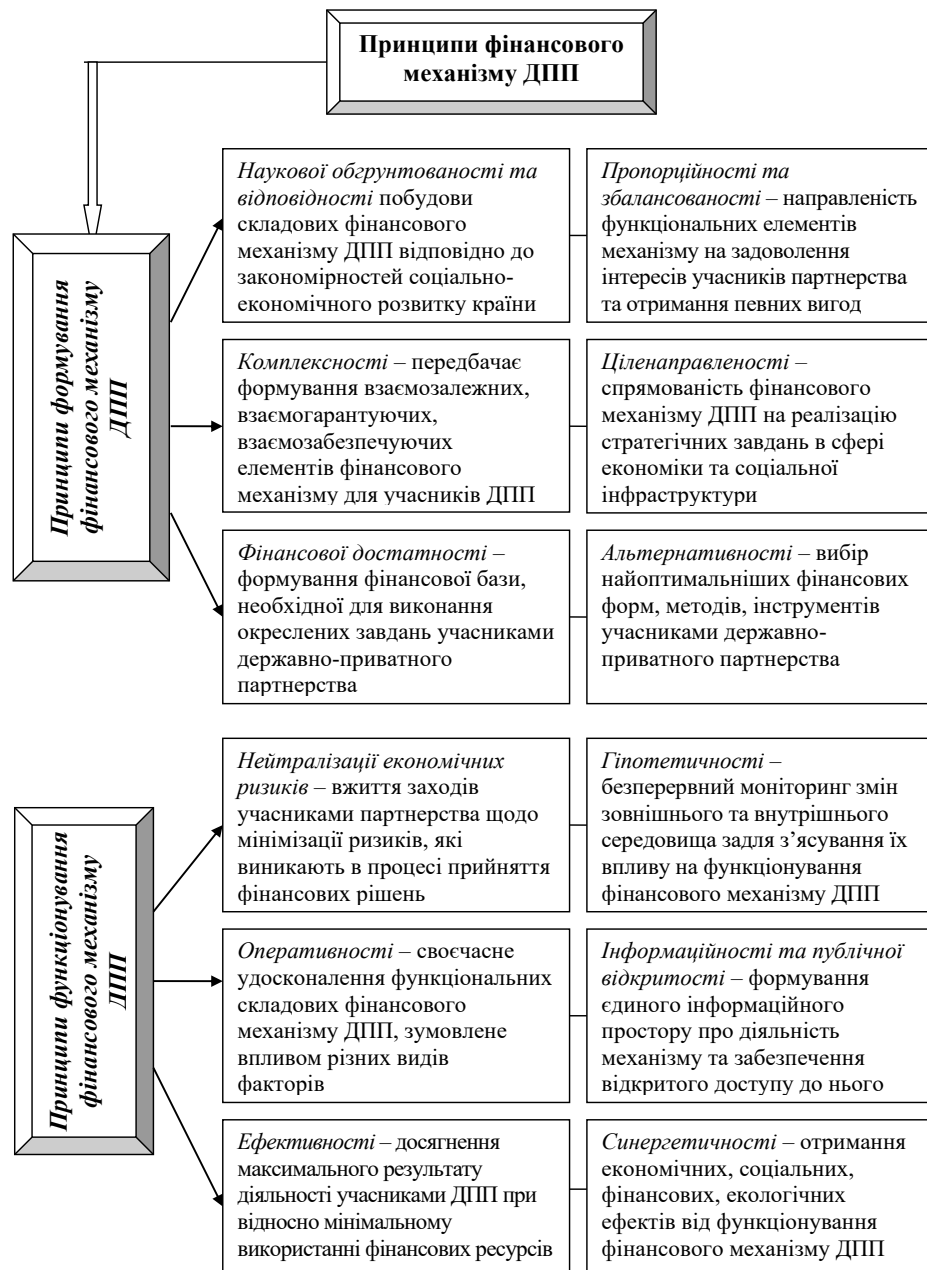 Принципи фінансового
механізму ДПП
Принципи формування
фінансового механізму
ДПП
Наукової обгрунтованості та
відповідності побудови
складових фінансового
механізму ДПП відповідно до
закономірностей соціально-
економічного розвитку країни
Пропорційності та
збалансованості – направленість
функціональних елементів
механізму на задоволення
інтересів учасників партнерства
та отримання певних вигод
Комплексності – передбачає
формування взаємозалежних,
взаємогарантуючих,
взаємозабезпечуючих
елементів фінансового
механізму для учасників ДПП
Ціленаправленості –
спрямованість фінансового
механізму ДПП на реалізацію
стратегічних завдань в сфері
економіки та соціальної
інфраструктури
Фінансової достатності –
формування фінансової бази,
необхідної для виконання
окреслених завдань учасниками
державно-приватного
партнерства
Альтернативності – вибір
найоптимальніших фінансових
форм, методів, інструментів
учасниками державно-
приватного партнерства
Принципи функціонування
фінансового механізму
ДПП
Нейтралізації економічних
ризиків – вжиття заходів
учасниками партнерства щодо
мінімізації ризиків, які
виникають в процесі прийняття
фінансових рішень
Гіпотетичності –
безперервний моніторинг змін
зовнішнього та внутрішнього
середовища задля з’ясування їх
впливу на функціонування
фінансового механізму ДПП
Оперативності – своєчасне
удосконалення функціональних
складових фінансового
механізму ДПП, зумовлене
впливом різних видів
факторів
Інформаційності та публічної
відкритості – формування
єдиного інформаційного
простору про діяльність
механізму та забезпечення
відкритого доступу до нього
Ефективності – досягнення
максимального результату
діяльності учасниками ДПП при
відносно мінімальному
використанні фінансових ресурсів
Синергетичності – отримання
економічних, соціальних,
фінансових, екологічних
ефектів від функціонування
фінансового механізму ДПП